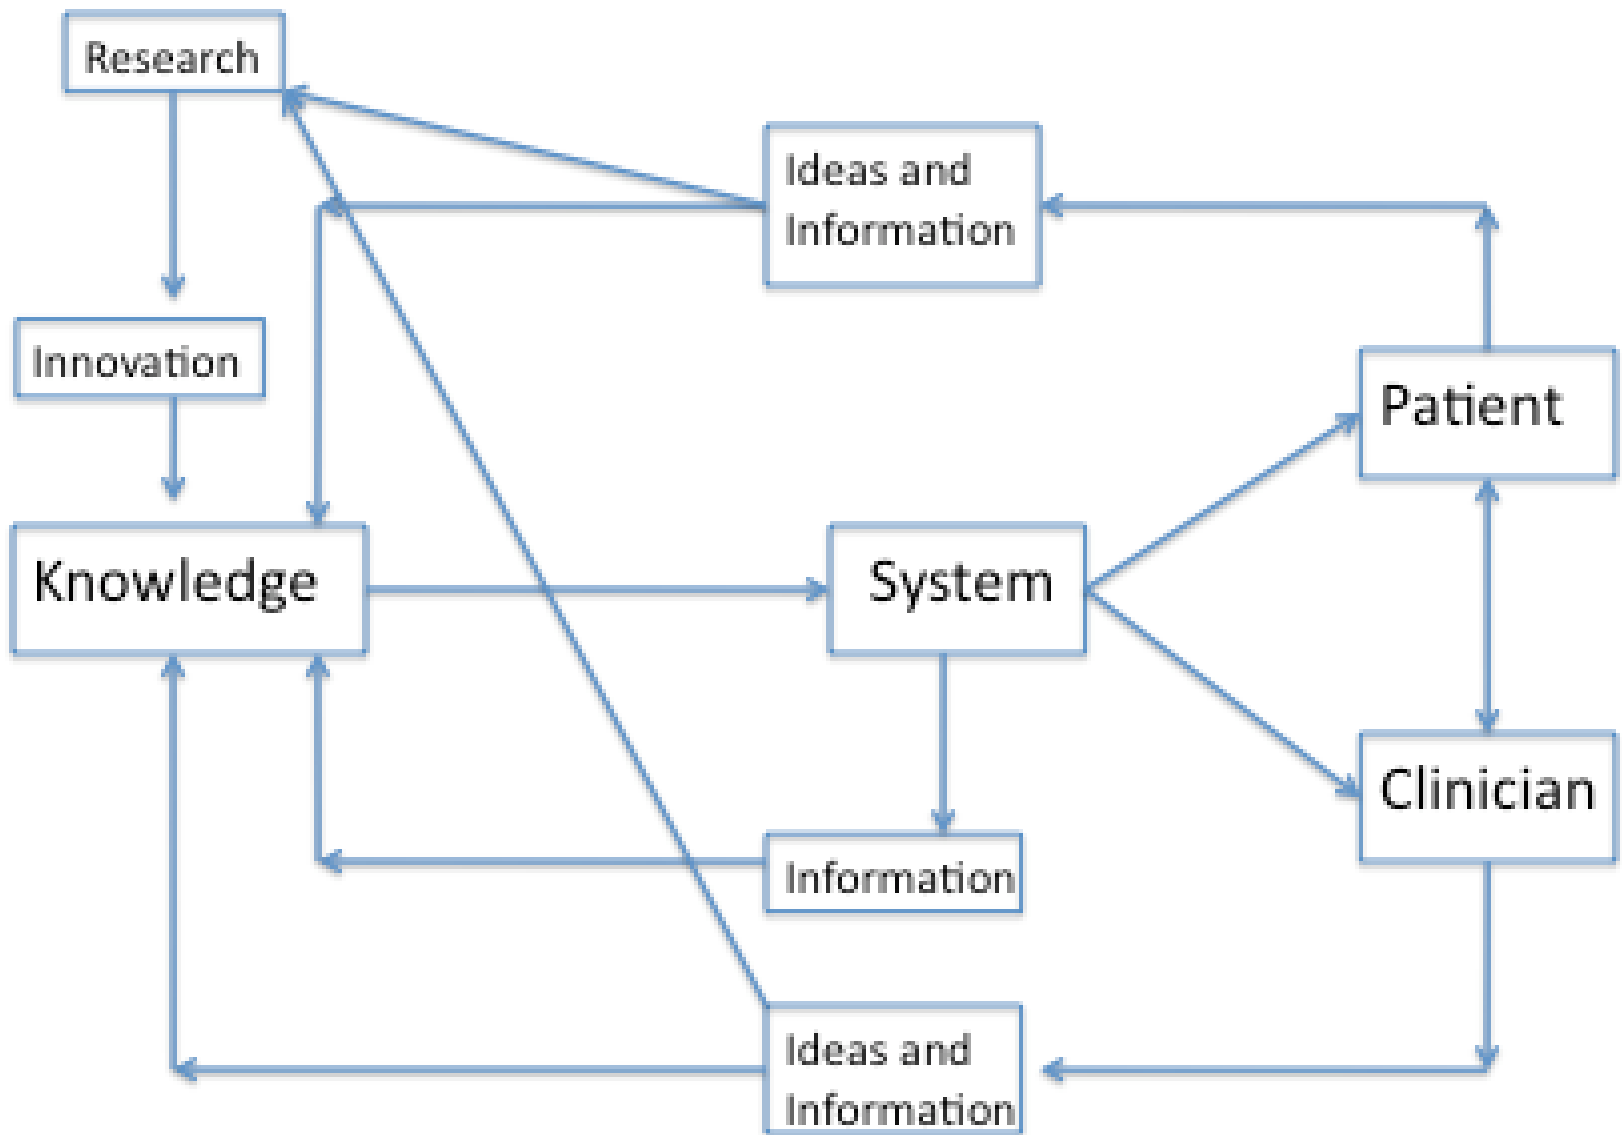 Research
Ideas and
Information
Innovation
Patient
Knowledge
System
Clinician
Information
Ideas and
Information